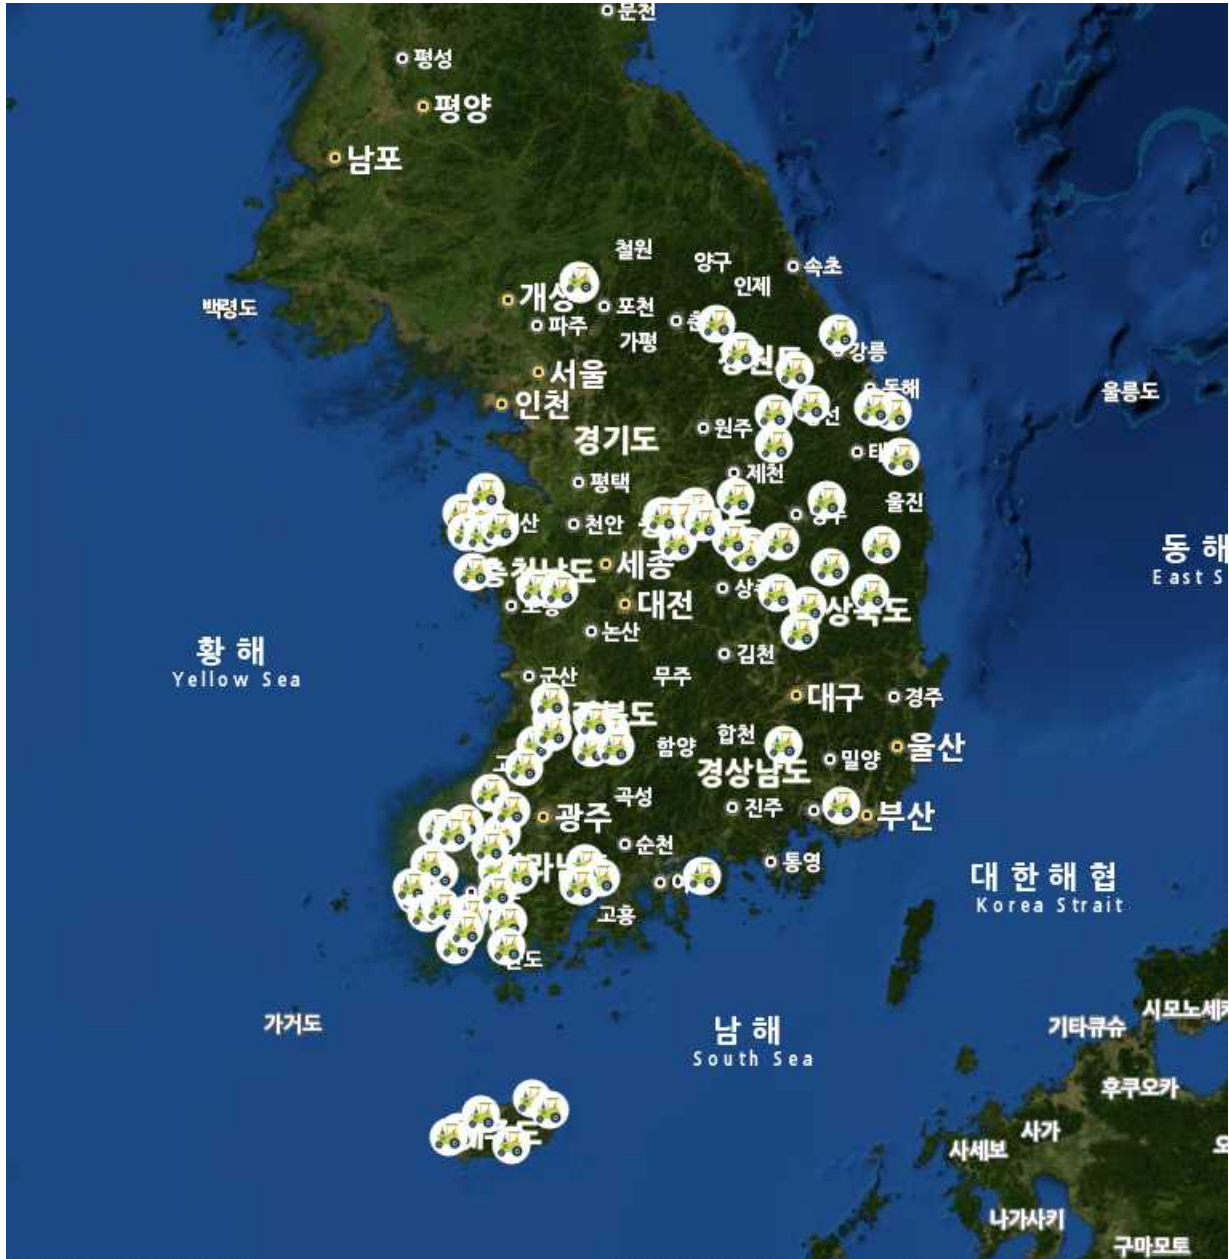 문천
평성
평양
남포
철원
양구
속초
인제
개성
포천
백령도
파주
가평
강릉
서울
동해
울릉도
인천
원주
경기도
제천
평택
울진
천안
동해
East S
세종
대전
논산
황해
Yellow Sea
김천
군산
무주
대구
경주
합천
함양
울산
밀양
경상남도
곡성
진주
광주
부산
순천
통영
대한해협
Korea Strait
고흥
가거도
남해
South Sea
시모노세키
기타큐슈
후쿠오카
사가
사세보
나가사키
구마모토